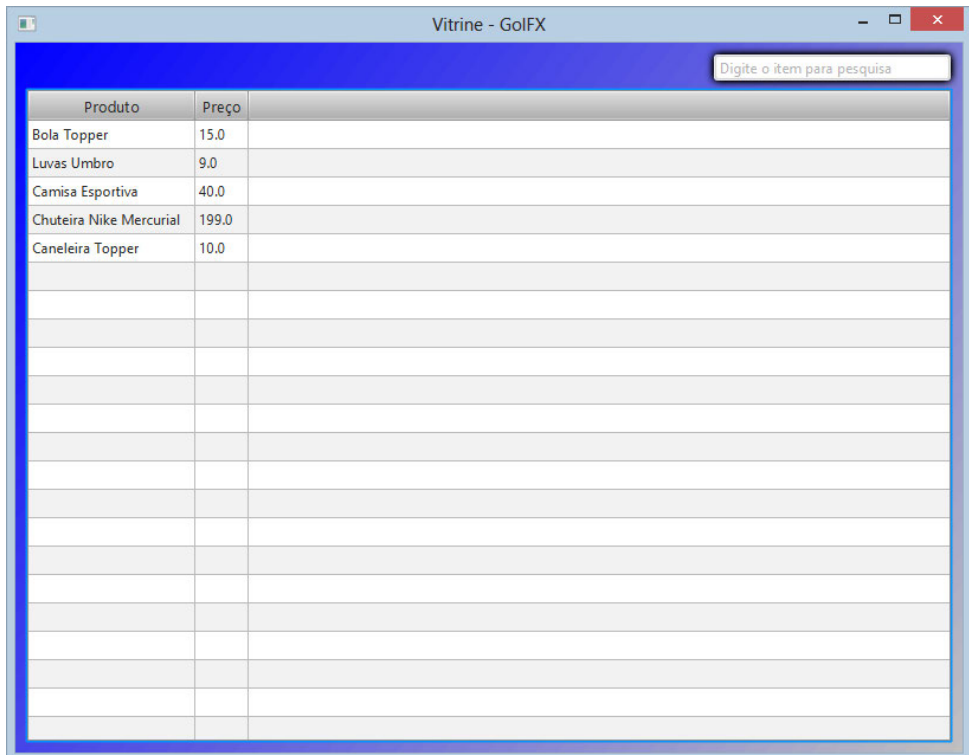 Vitrine - GolFX
Digite o item para pesquisa
Produto Preço
Bola Topper 15.0
Luvas Umbro 9.0
Camisa Esportiva 40.0
Chuteira Nike Mercurial 199.0
Caneleira Topper 10.0